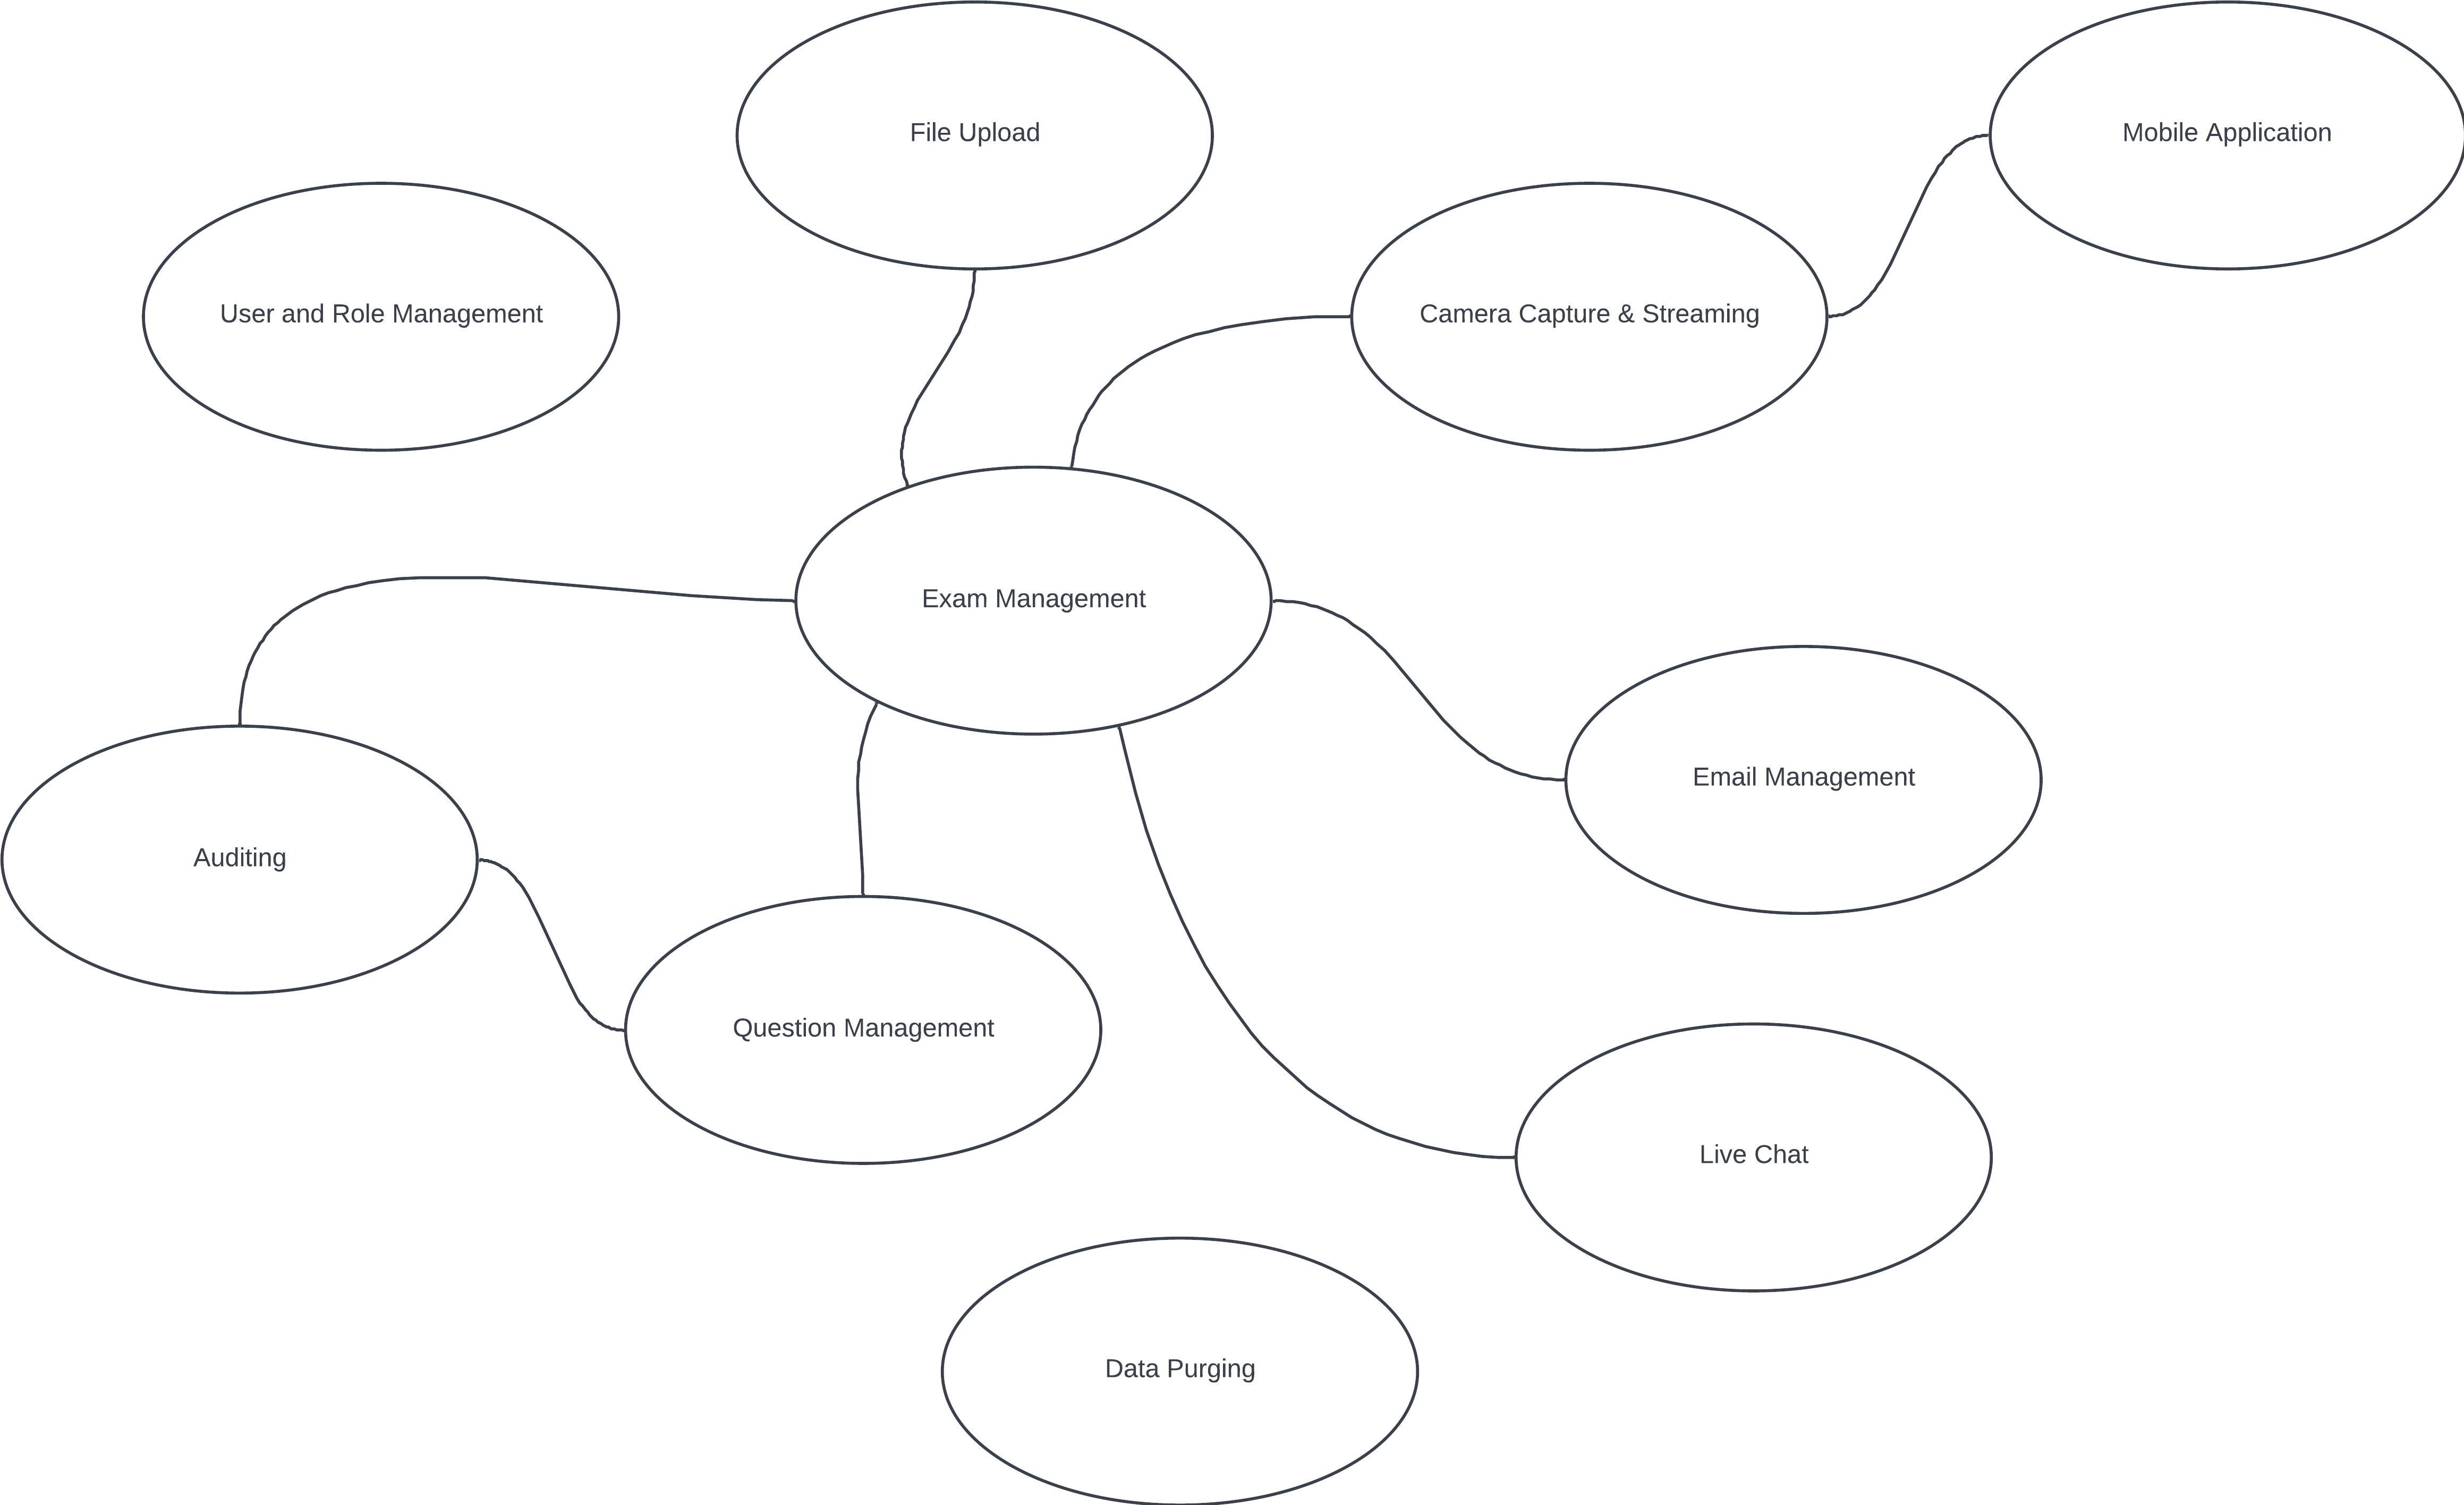 File Upload
Mobile Application
User and Role Management
Camera Capture & Streaming
Exam Management
Email Management
Auditing
Question Management
Live Chat
Data Purging